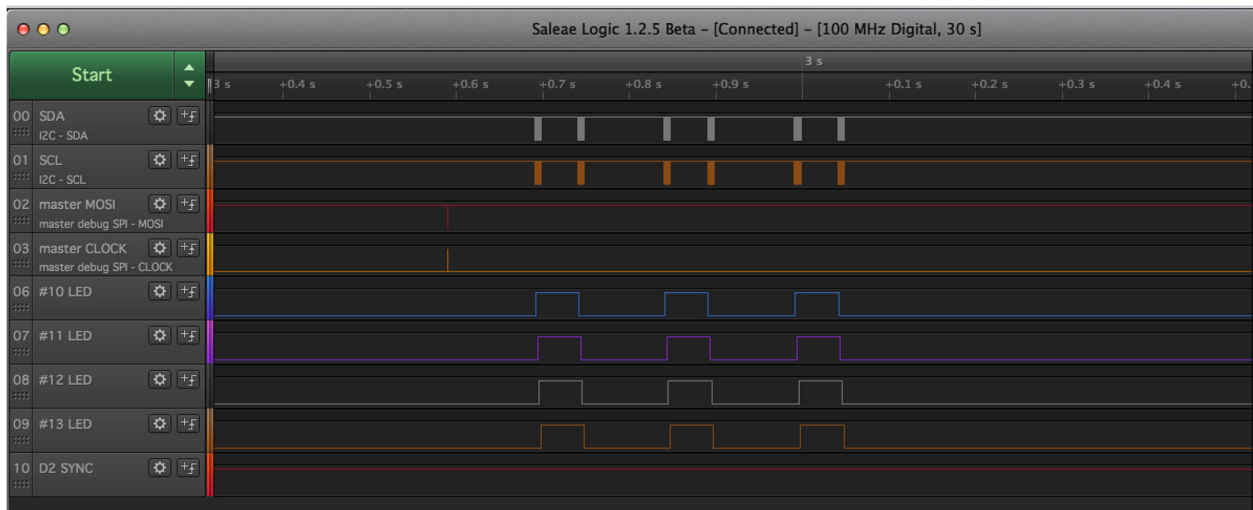 Saleae Logic 1.2.5 Beta – [Connected] – [100 MHz Digital, 30 s]
Start
3 s
3 s +0.4 s +0.5 s +0.6 s +0.7 s +0.8 s +0.9 s +0.1 s +0.2 s +0.3 s +0.4 s +0.
00 SDA
I2C - SDA
01 SCL
I2C - SCL
02 master MOSI
master debug SPI - MOSI
03 master CLOCK
master debug SPI - CLOCK
06 #10 LED
07 #11 LED
08 #12 LED
09 #13 LED
10 D2 SYNC